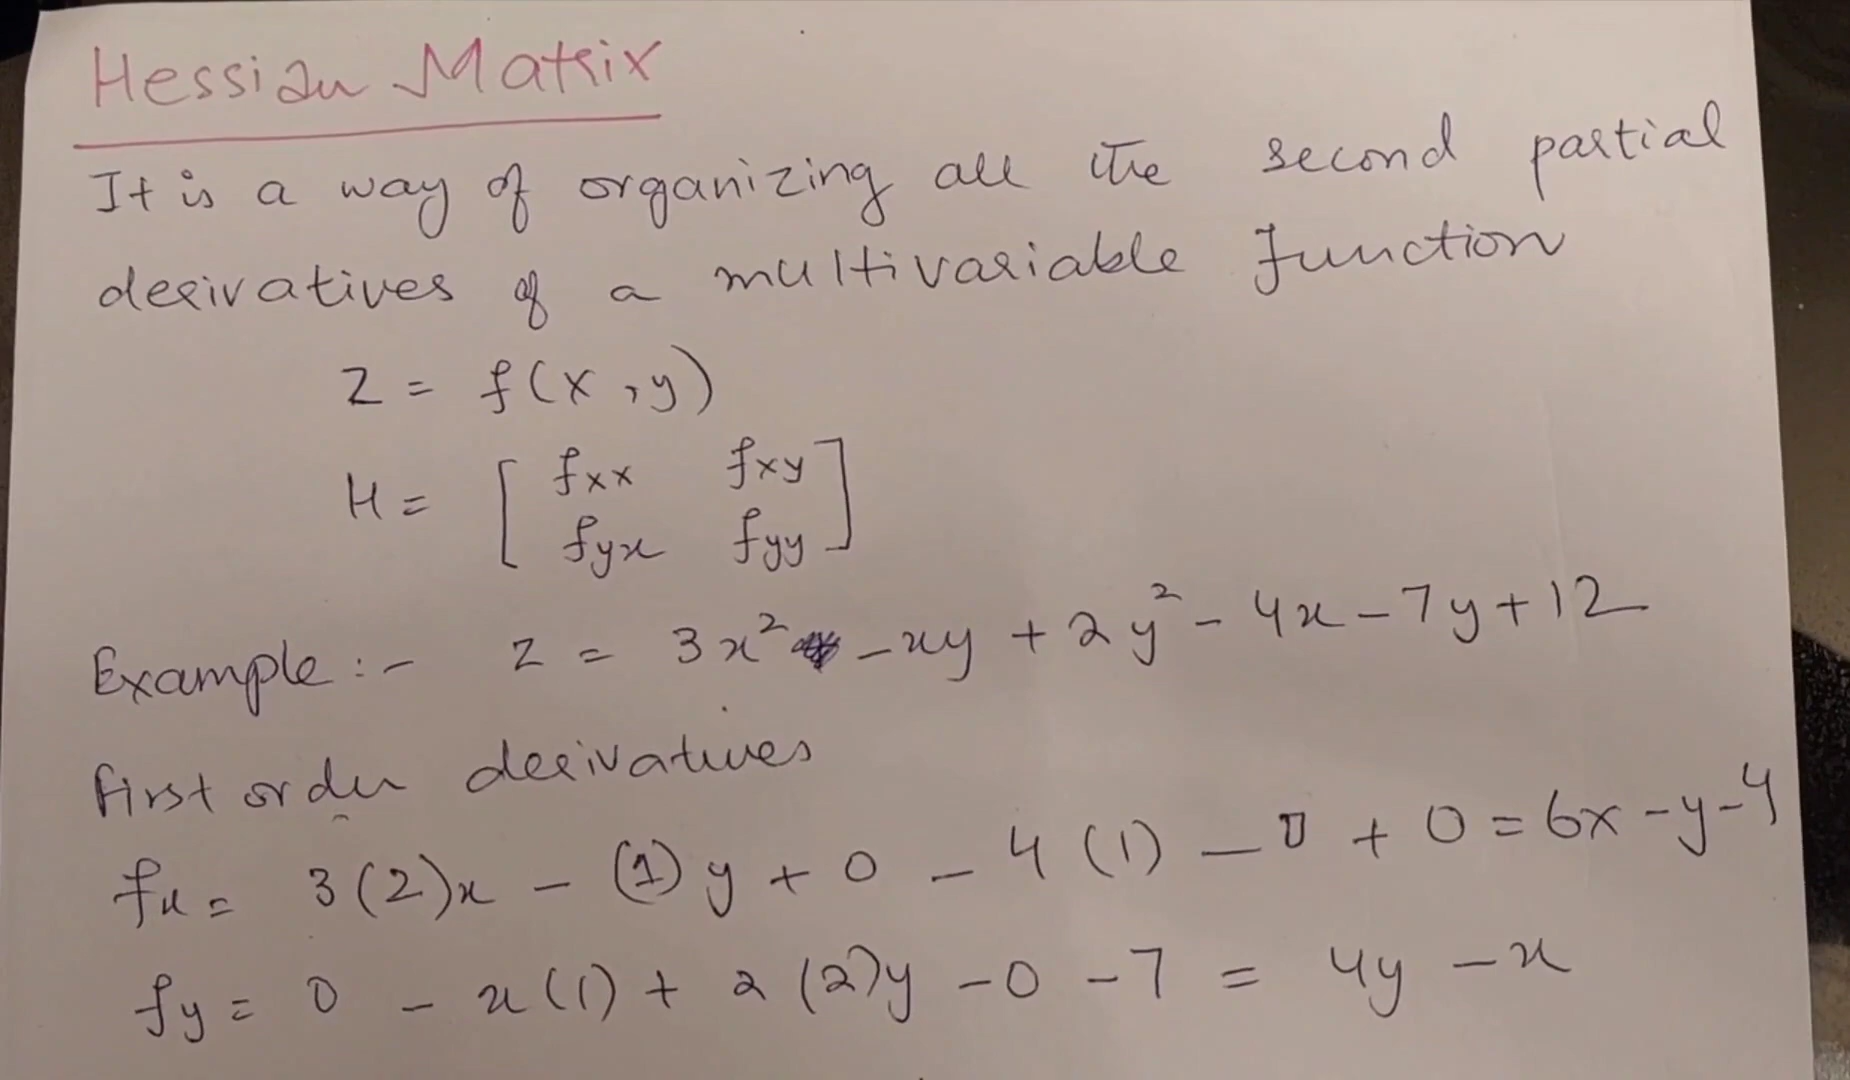 Hessian Matrix
It is a way of organizing all the second partial
derivatives of a multivariable function
Z = f(x,y)
H = [ fxx fxy
fyx fyy ]
Example:- z = 3x² - xy + 2y² - 4x - 7y + 12
first order derivatives
fx = 3(2)x - (1)y + 0 - 4(1) - 0 + 0 = 6x - y - 4
fy = 0 - x(1) + 2(2)y - 0 - 7 = 4y - x